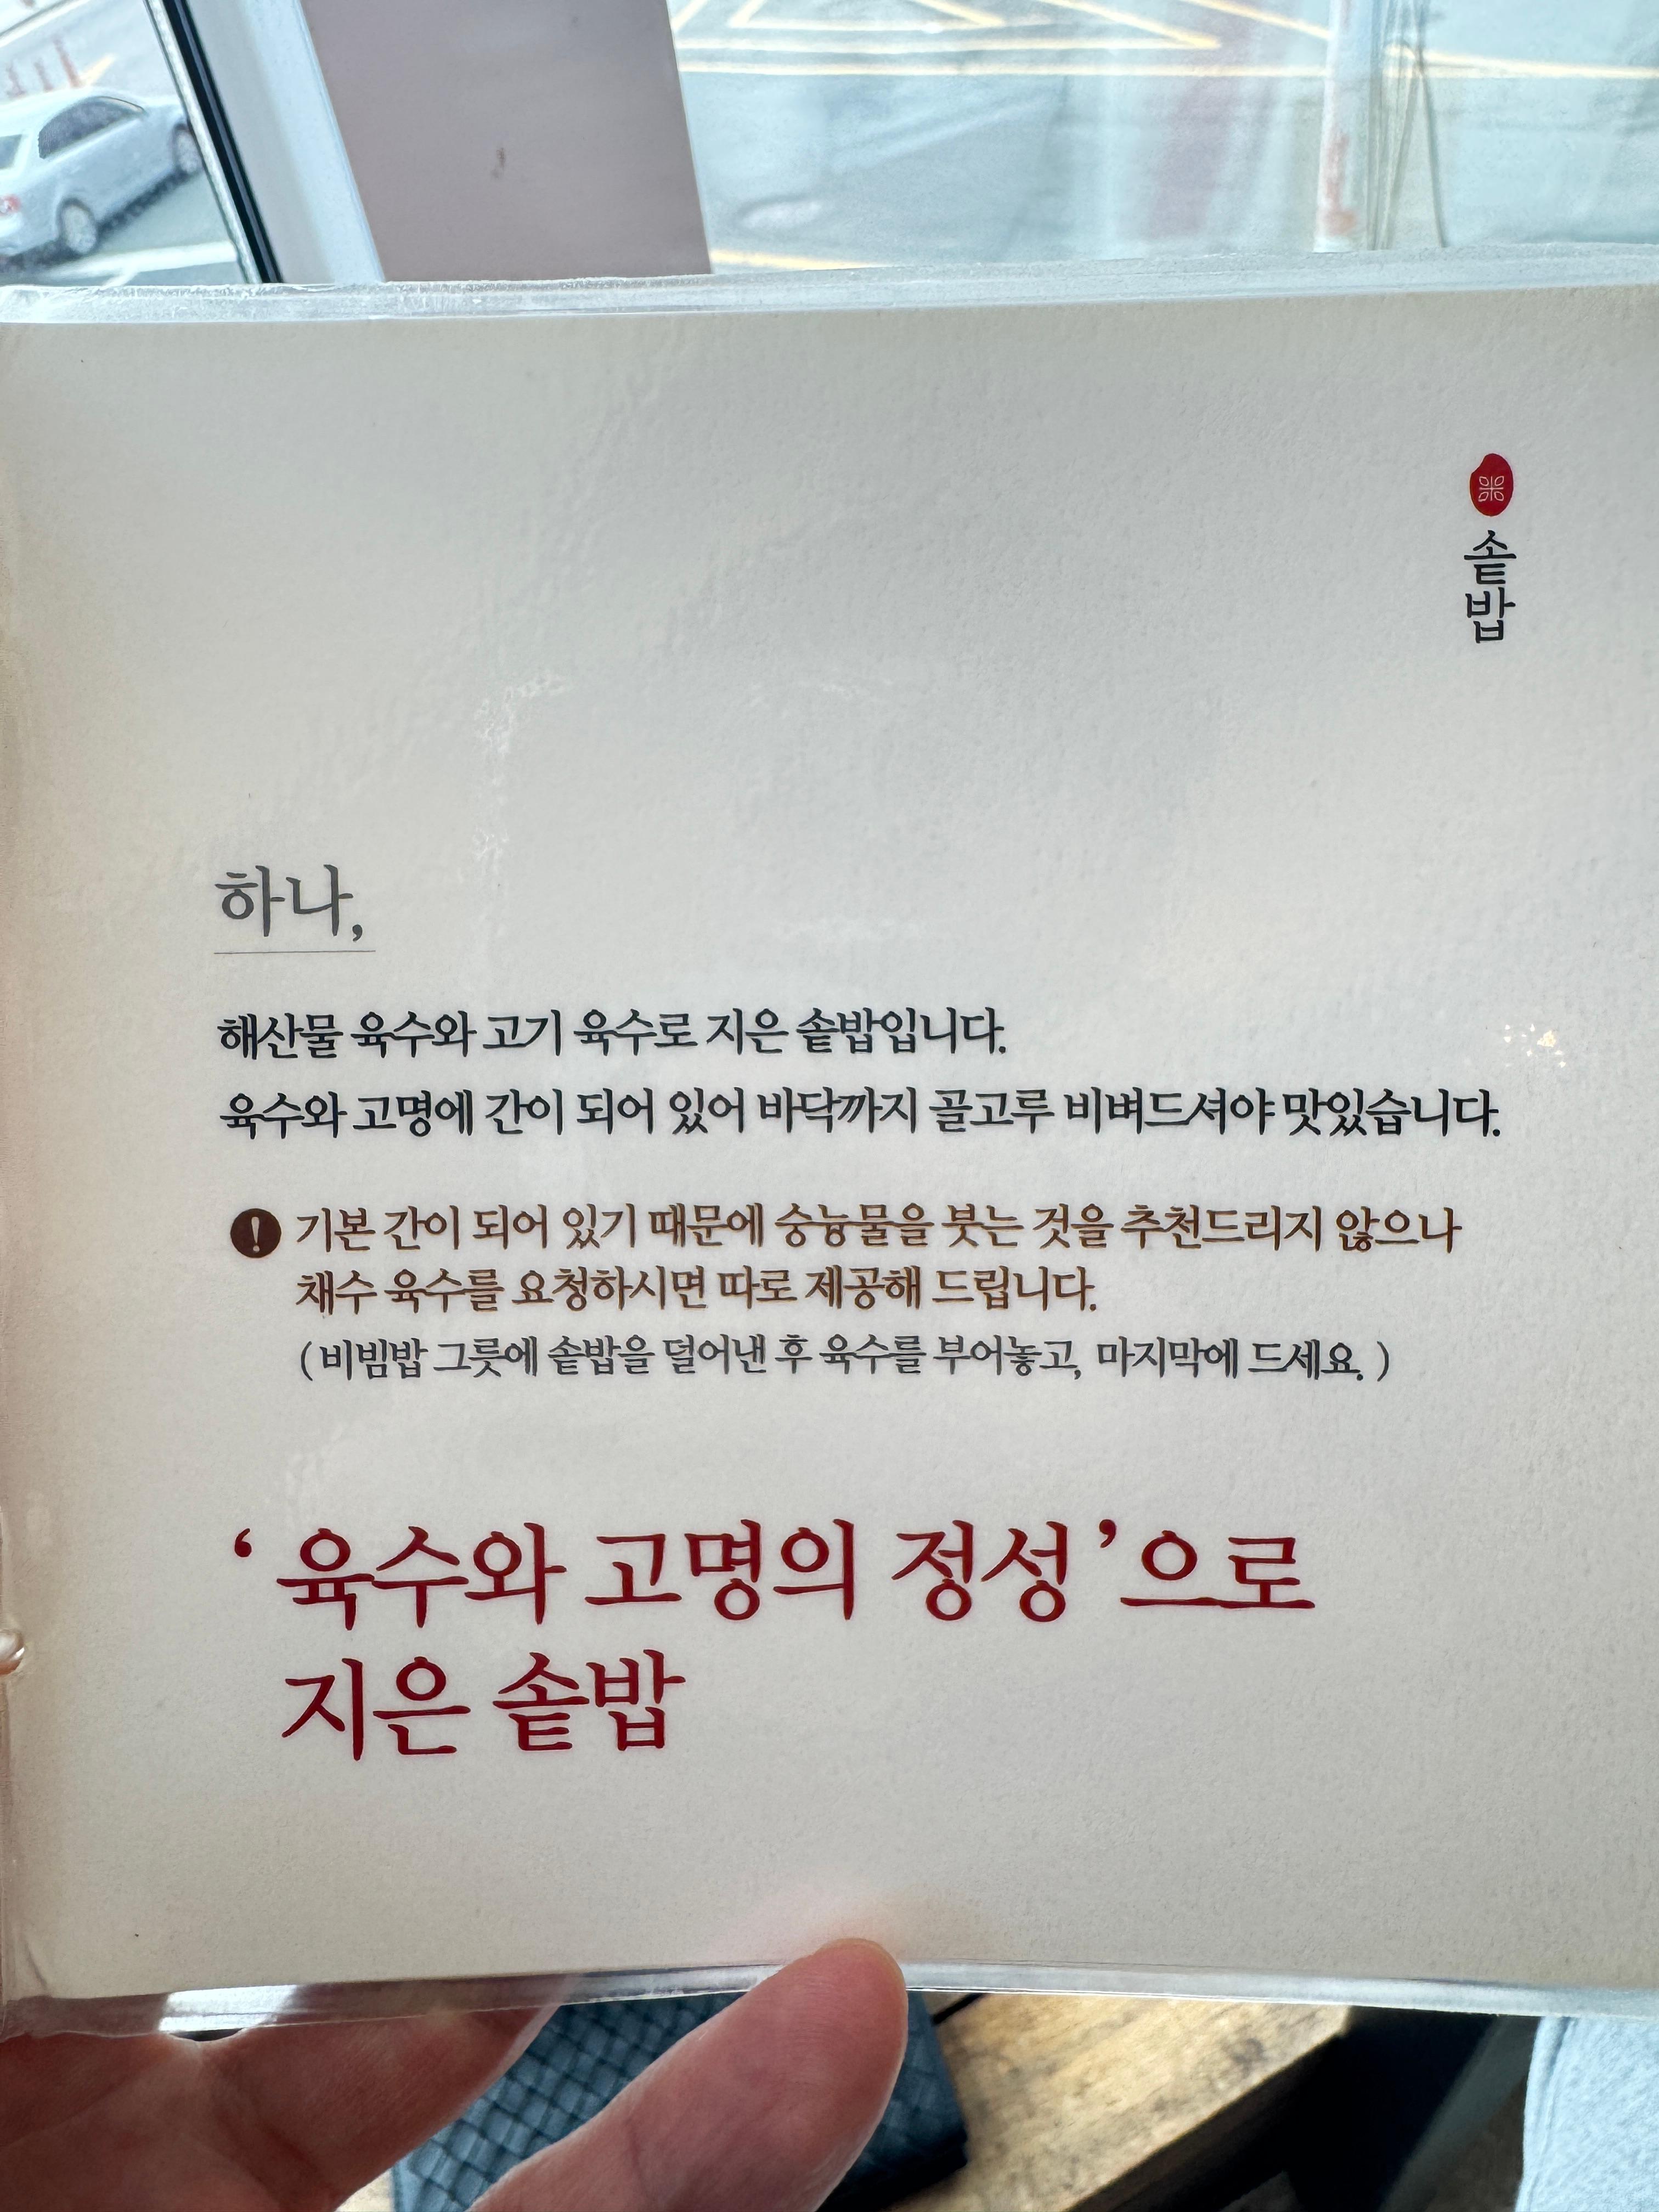 솥밥
하나,
해산물 육수와 고기 육수로 지은 솥밥입니다.
육수와 고명에 간이 되어 있어 바닥까지 골고루 비벼드셔야 맛있습니다.
! 기본 간이 되어 있기 때문에 숭늉물을 붓는 것을 추천드리지 않으나
채수 육수를 요청하시면 따로 제공해 드립니다.
( 비빔밥 그릇에 솥밥을 덜어낸 후 육수를 부어놓고, 마지막에 드세요. )
‘ 육수와 고명의 정성 ’ 으로
지은 솥밥